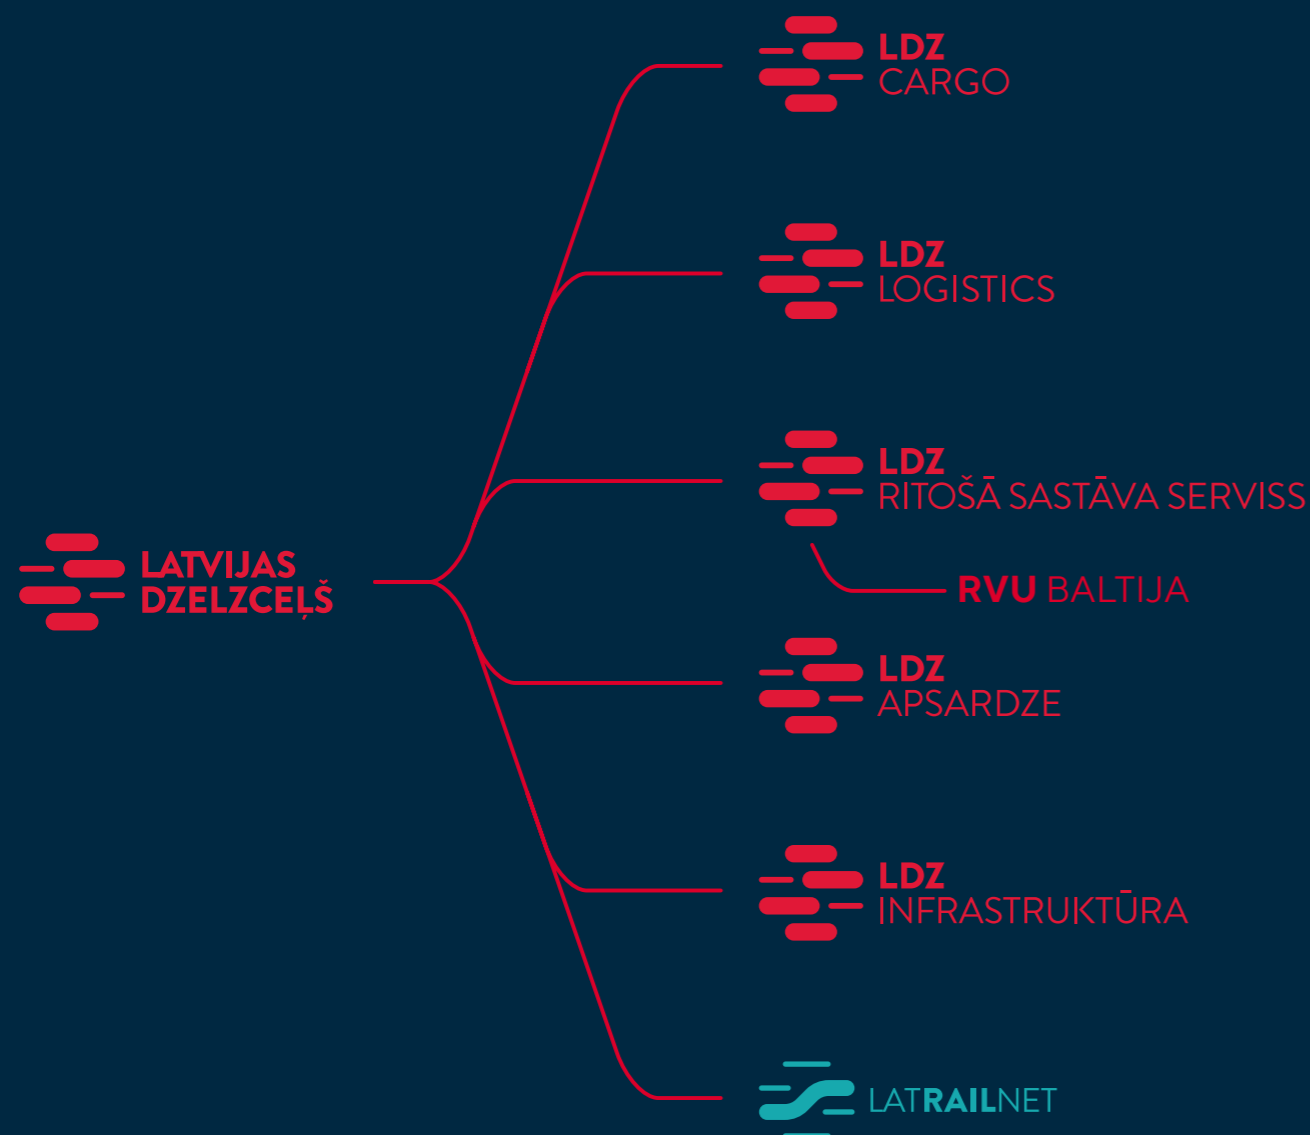 LDZ
CARGO
LDZ
LOGISTICS
LDZ
RITOŠĀ SASTĀVA SERVISS
LATVIJAS
DZELZCEĻŠ
RVU BALTIJA
LDZ
APSARDZE
LDZ
INFRASTRUKTŪRA
LATRAILNET